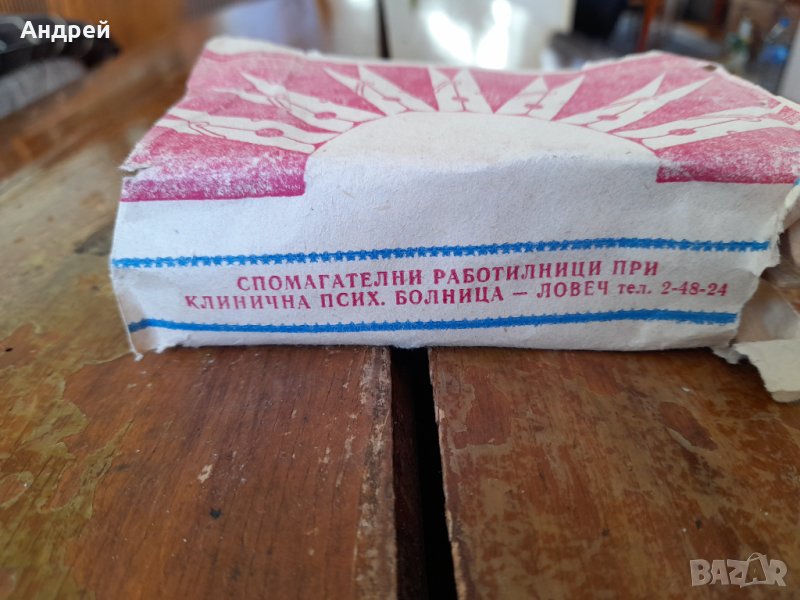 Андрей
СПОМАГАТЕЛНИ РАБОТИЛНИЦИ ПРИ
КЛИНИЧНА ПСИХ. БОЛНИЦА — ЛОВЕЧ тел. 2-48-24
BAZAR